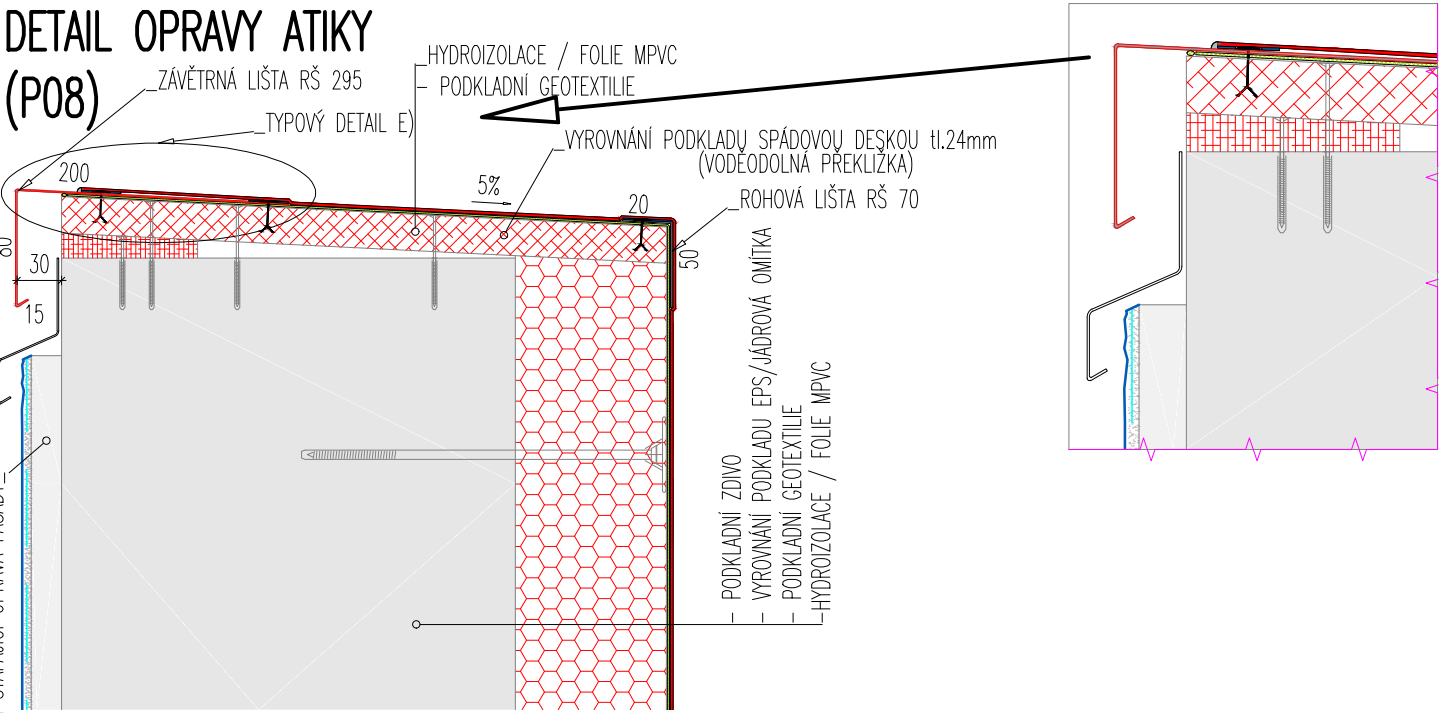 DETAIL OPRAVY ATIKY
(P08)
ZÁVĚTRNÁ LIŠTA RŠ 295
HYDROIZOLACE / FOLIE MPVC
- PODKLADNÍ GEOTEXTILIE
TYPOVÝ DETAIL E)
VYROVNÁNÍ PODKLADU SPÁDOVOU DESKOU tl.24mm
(VODĚODOLNÁ PŘEKLIŽKA)
ROHOVÁ LIŠTA RŠ 70
200
5%
20
50
30
15
- PODKLADNÍ ZDIVO
- VYROVNÁNÍ PODKLADU EPS/JÁDROVÁ OMÍTKA
- PODKLADNÍ GEOTEXTILIE
-HYDROIZOLACE / FOLIE MPVC